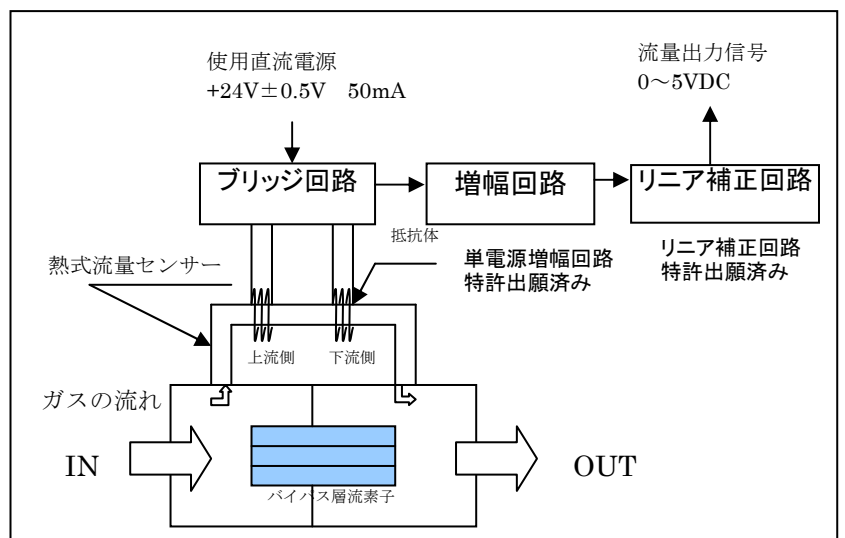 使用直流電源
+24V±0.5V 50mA
流量出力信号
0～5VDC
ブリッジ回路
増幅回路
リニア補正回路
抵抗体
熱式流量センサー
単電源増幅回路
特許出願済み
リニア補正回路
特許出願済み
上流側
下流側
ガスの流れ
IN
OUT
バイパス層流素子